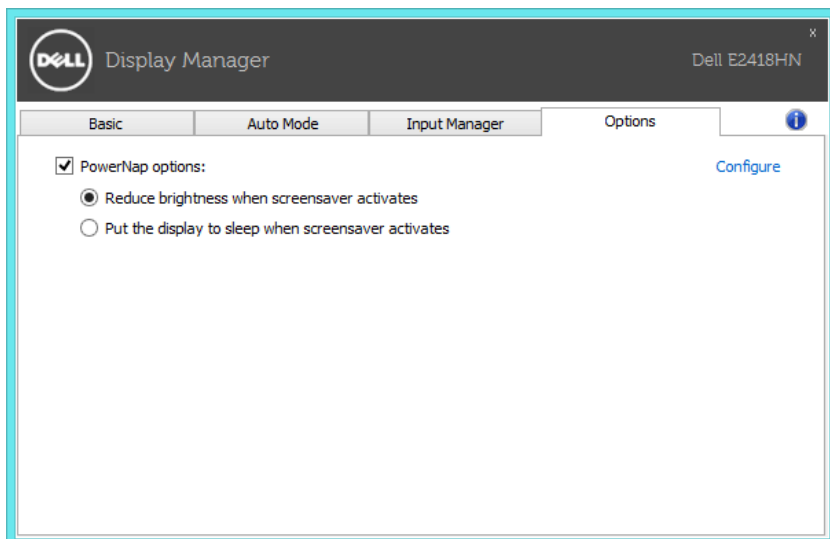 x
DELL Display Manager Dell E2418HN
Basic Auto Mode Input Manager Options
PowerNap options: Configure
Reduce brightness when screensaver activates
Put the display to sleep when screensaver activates